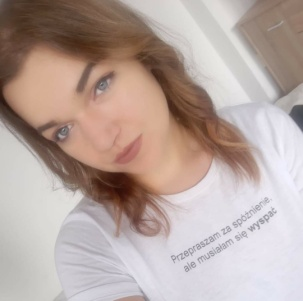 Przepraszam za spóźnienie,
ale musiałam się wyspać